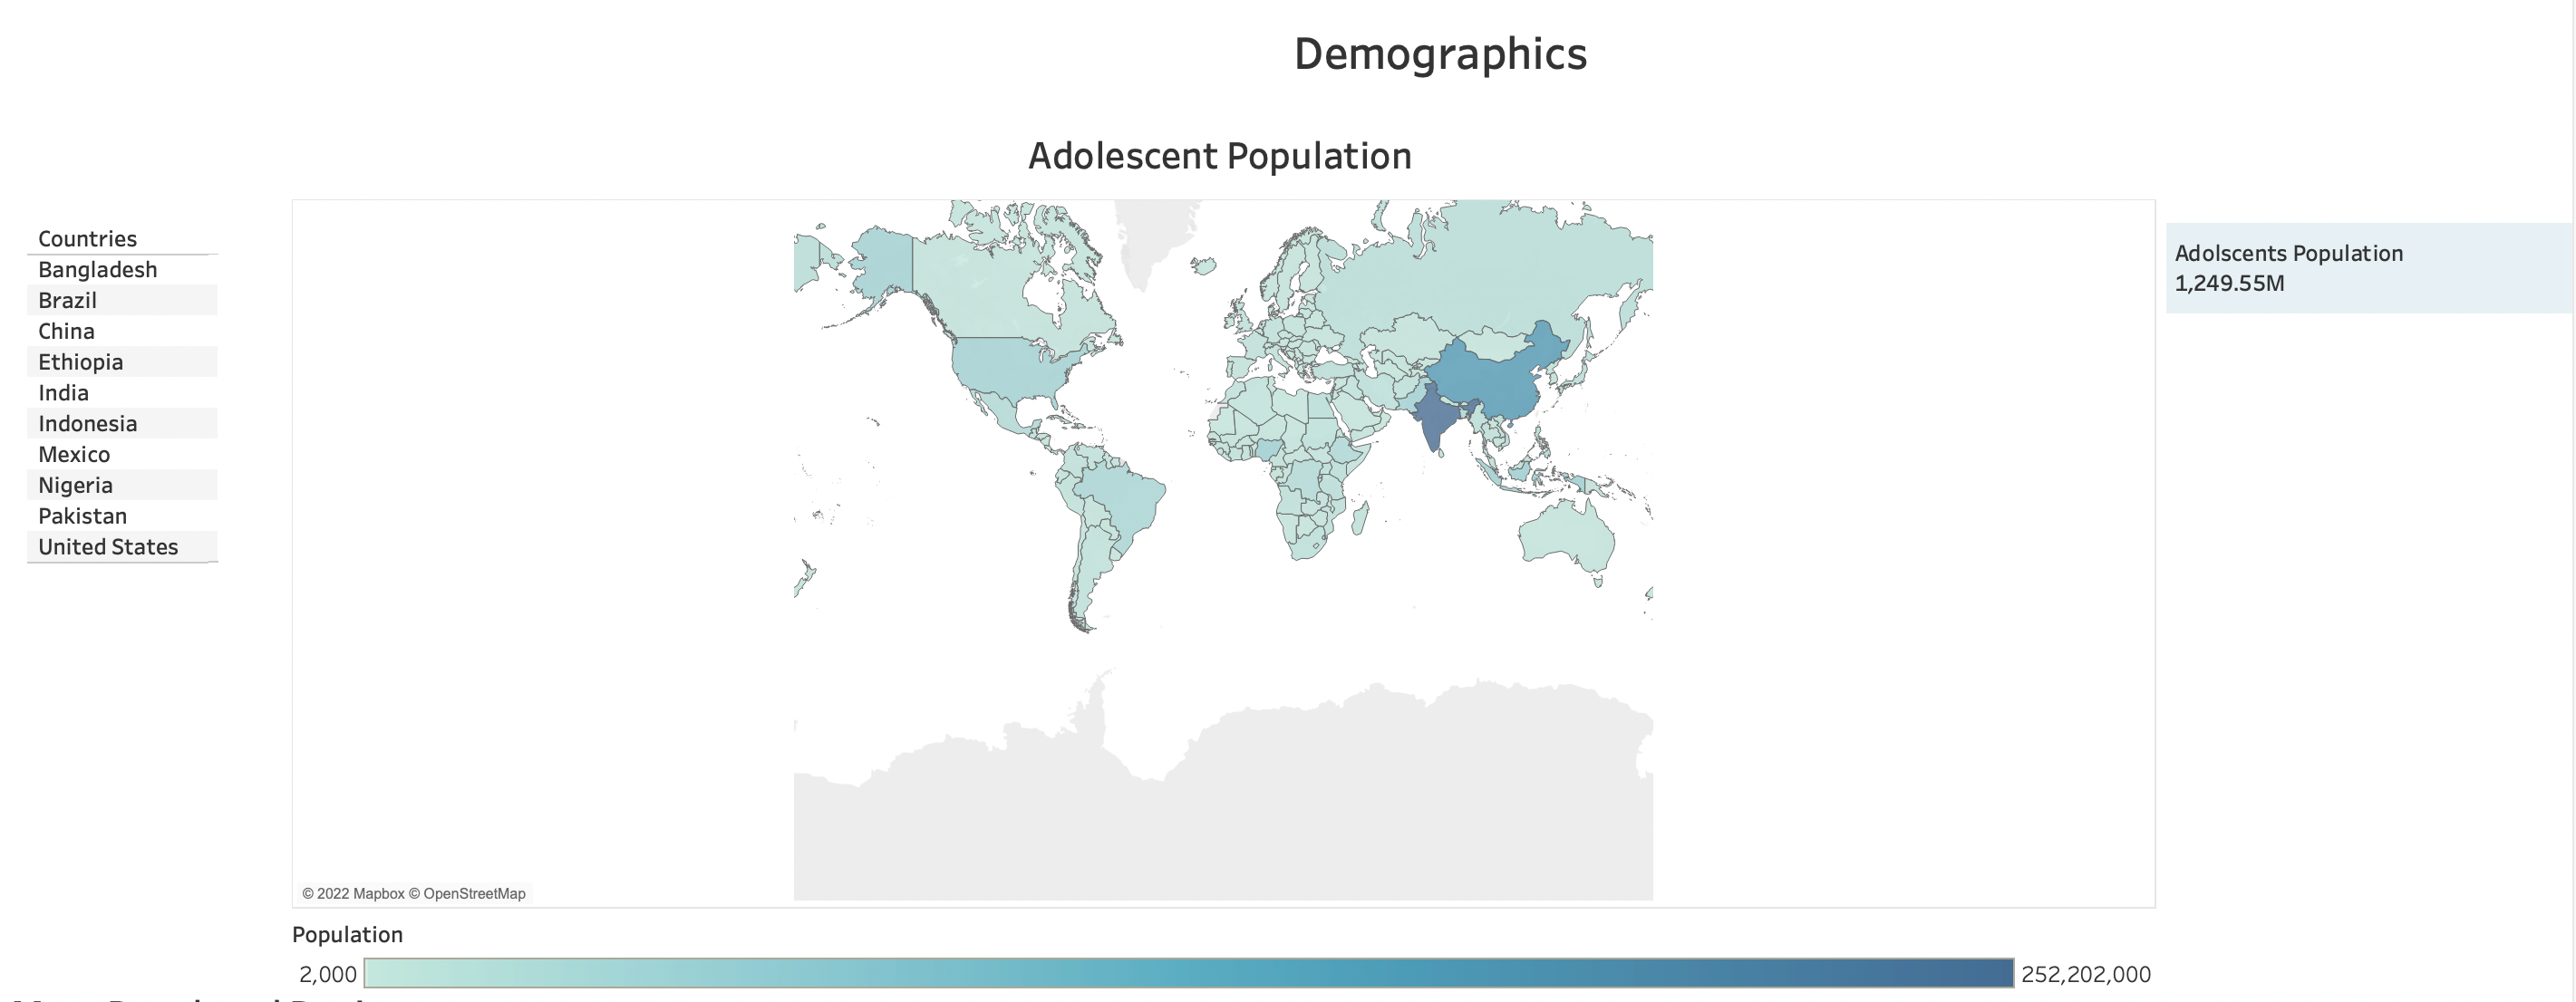 Demographics
Adolescent Population
Countries
Bangladesh
Brazil
China
Ethiopia
India
Indonesia
Mexico
Nigeria
Pakistan
United States
Adolscents Population
1,249.55M
© 2022 Mapbox © OpenStreetMap
Population
2,000
252,202,000